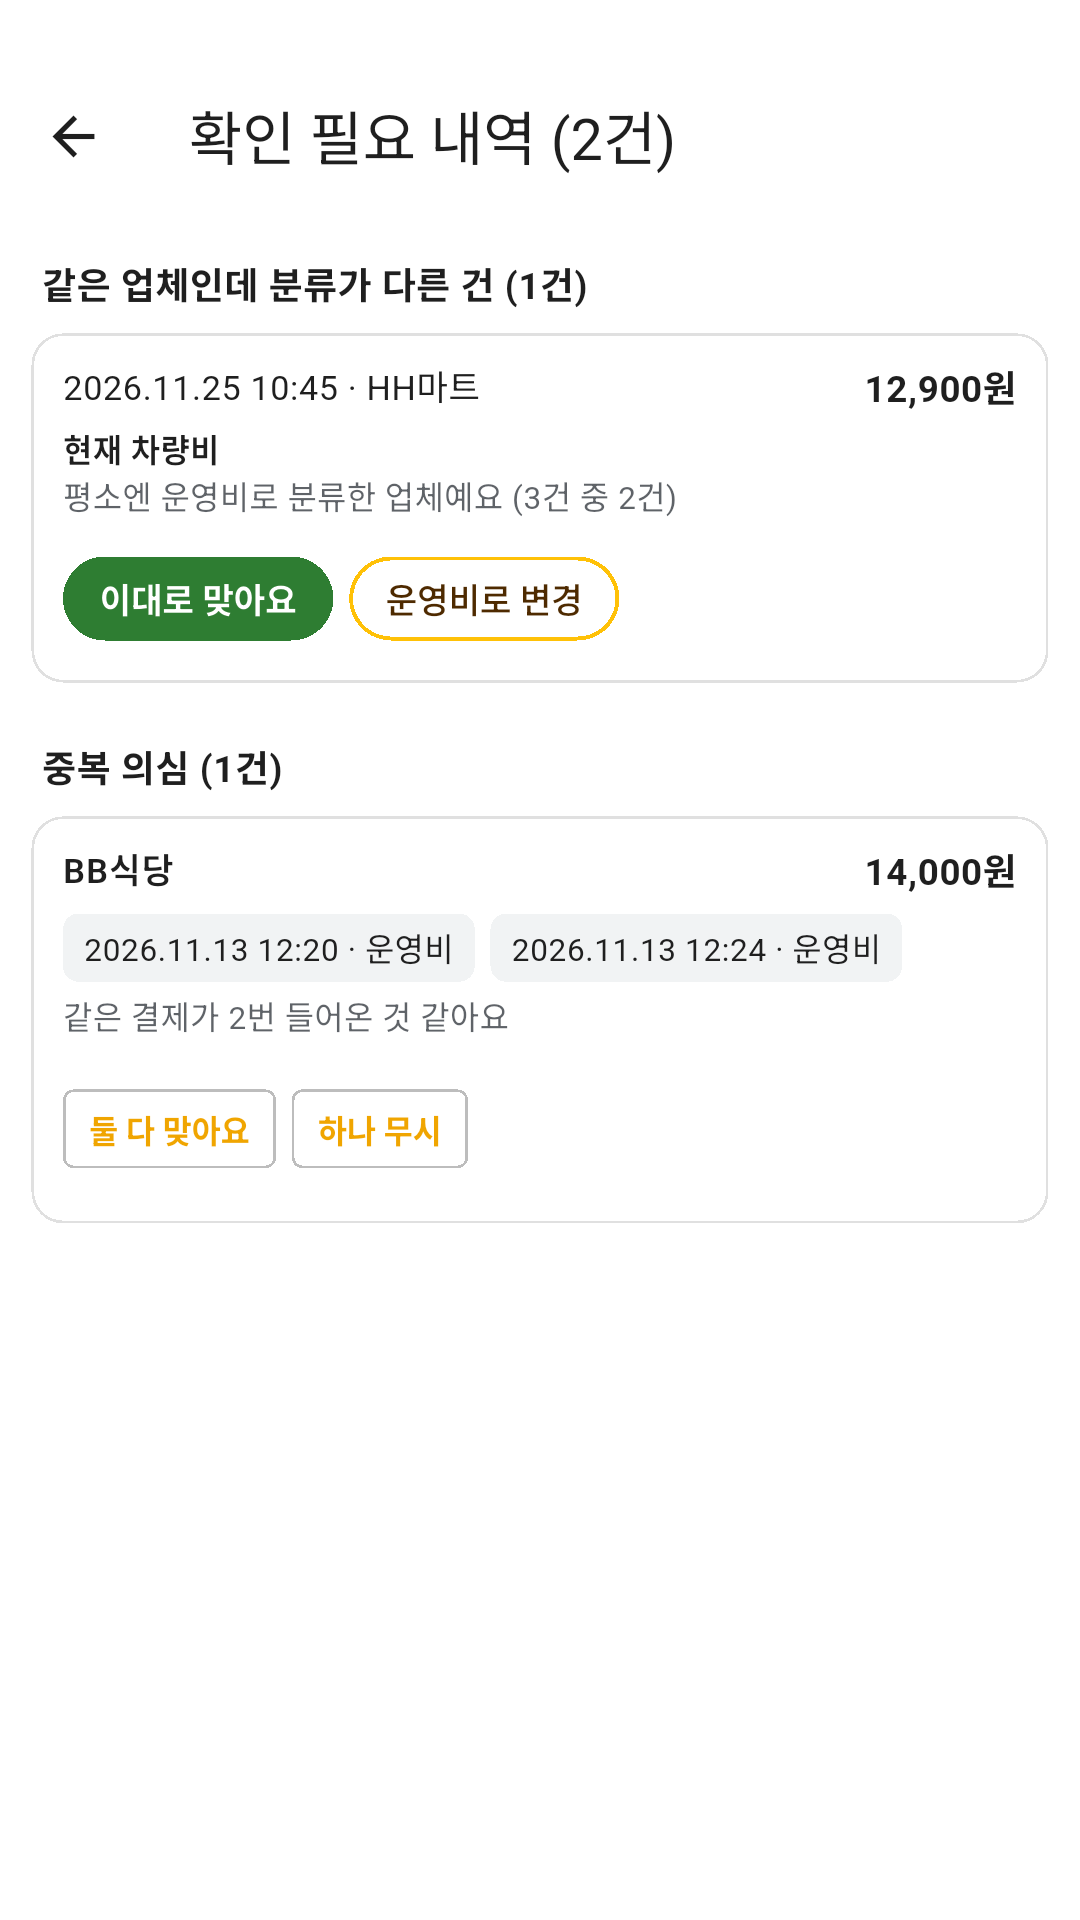 확인 필요 내역 (2건)
같은 업체인데 분류가 다른 건 (1건)
2026.11.25 10:45 · HH마트 12,900원
현재 차량비
평소엔 운영비로 분류한 업체예요 (3건 중 2건)
이대로 맞아요 운영비로 변경
중복 의심 (1건)
BB식당 14,000원
2026.11.13 12:20 · 운영비 2026.11.13 12:24 · 운영비
같은 결제가 2번 들어온 것 같아요
둘 다 맞아요 하나 무시